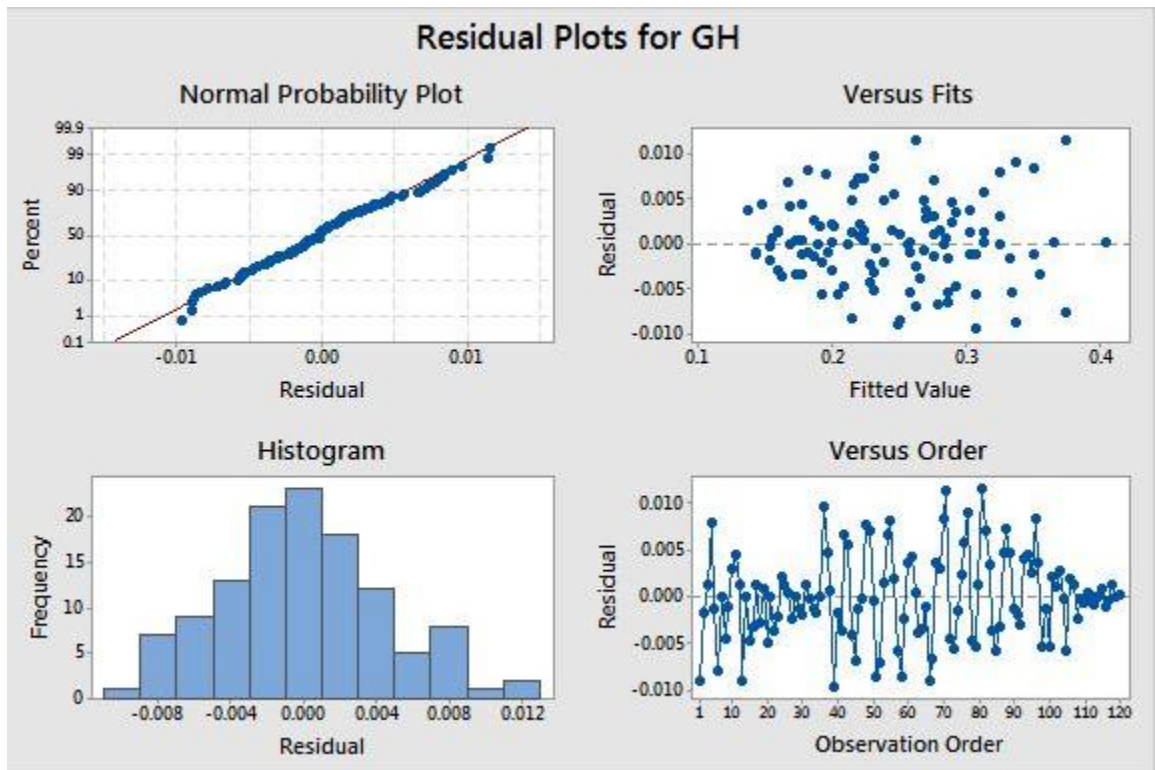 Residual Plots for GH
Normal Probability Plot
99.9
99
90
50
10
1
0.1
Percent
-0.01 0.00 0.01
Residual
Versus Fits
0.010
0.005
0.000
-0.005
-0.010
Residual
0.1 0.2 0.3 0.4
Fitted Value
Histogram
20
15
10
5
0
Frequency
-0.008 -0.004 0.000 0.004 0.008 0.012
Residual
Versus Order
0.010
0.005
0.000
-0.005
-0.010
Residual
1 10 20 30 40 50 60 70 80 90 100 110 120
Observation Order